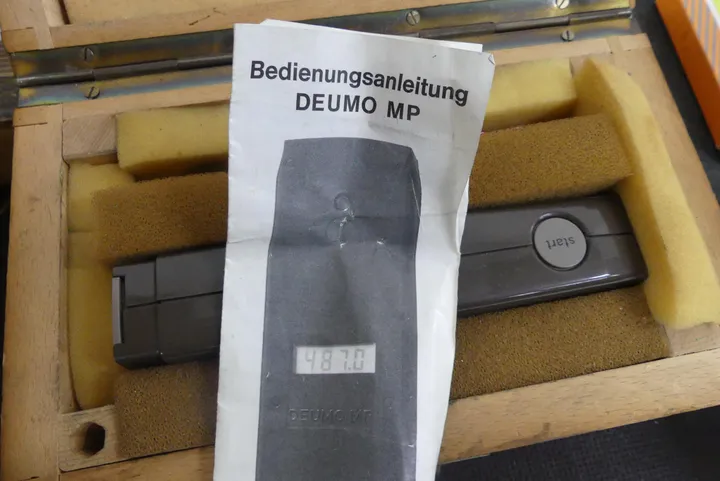 Bedienungsanleitung
DEUMO MP
487.0
DEUMO MP
start